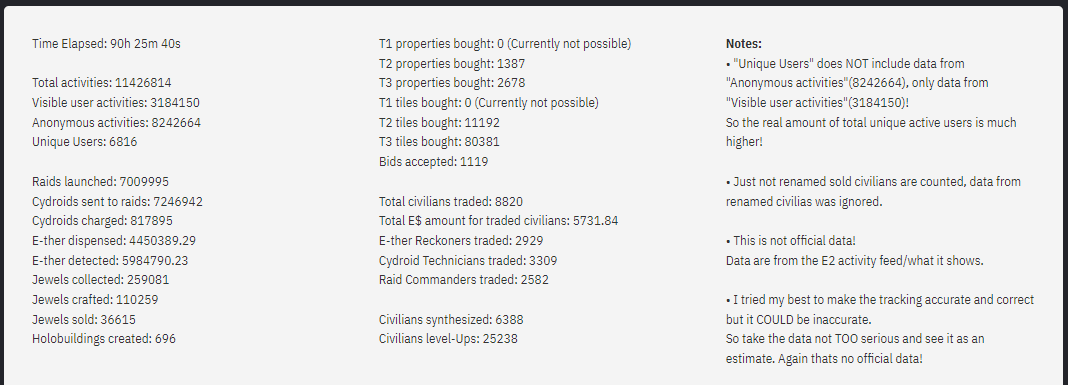 Time Elapsed: 90h 25m 40s
Total activities: 11426814
Visible user activities: 3184150
Anonymous activities: 8242664
Unique Users: 6816
Raids launched: 7009995
Cydroids sent to raids: 7246942
Cydroids charged: 817895
E-ther dispensed: 4450389.29
E-ther detected: 5984790.23
Jewels collected: 259081
Jewels crafted: 110259
Jewels sold: 36615
Holobuildings created: 696
T1 properties bought: 0 (Currently not possible)
T2 properties bought: 1387
T3 properties bought: 2678
T1 tiles bought: 0 (Currently not possible)
T2 tiles bought: 11192
T3 tiles bought: 80381
Bids accepted: 1119
Total civilians traded: 8820
Total E$ amount for traded civilians: 5731.84
E-ther Reckoners traded: 2929
Cydroid Technicians traded: 3309
Raid Commanders traded: 2582
Civilians synthesized: 6388
Civilians level-Ups: 25238
Notes:
• "Unique Users" does NOT include data from
"Anonymous activities"(8242664), only data from
"Visible user activities"(3184150)!
So the real amount of total unique active users is much
higher!
• Just not renamed sold civilians are counted, data from
renamed civilias was ignored.
• This is not official data!
Data are from the E2 activity feed/what it shows.
• I tried my best to make the tracking accurate and correct
but it COULD be inaccurate.
So take the data not TOO serious and see it as an
estimate. Again thats no official data!